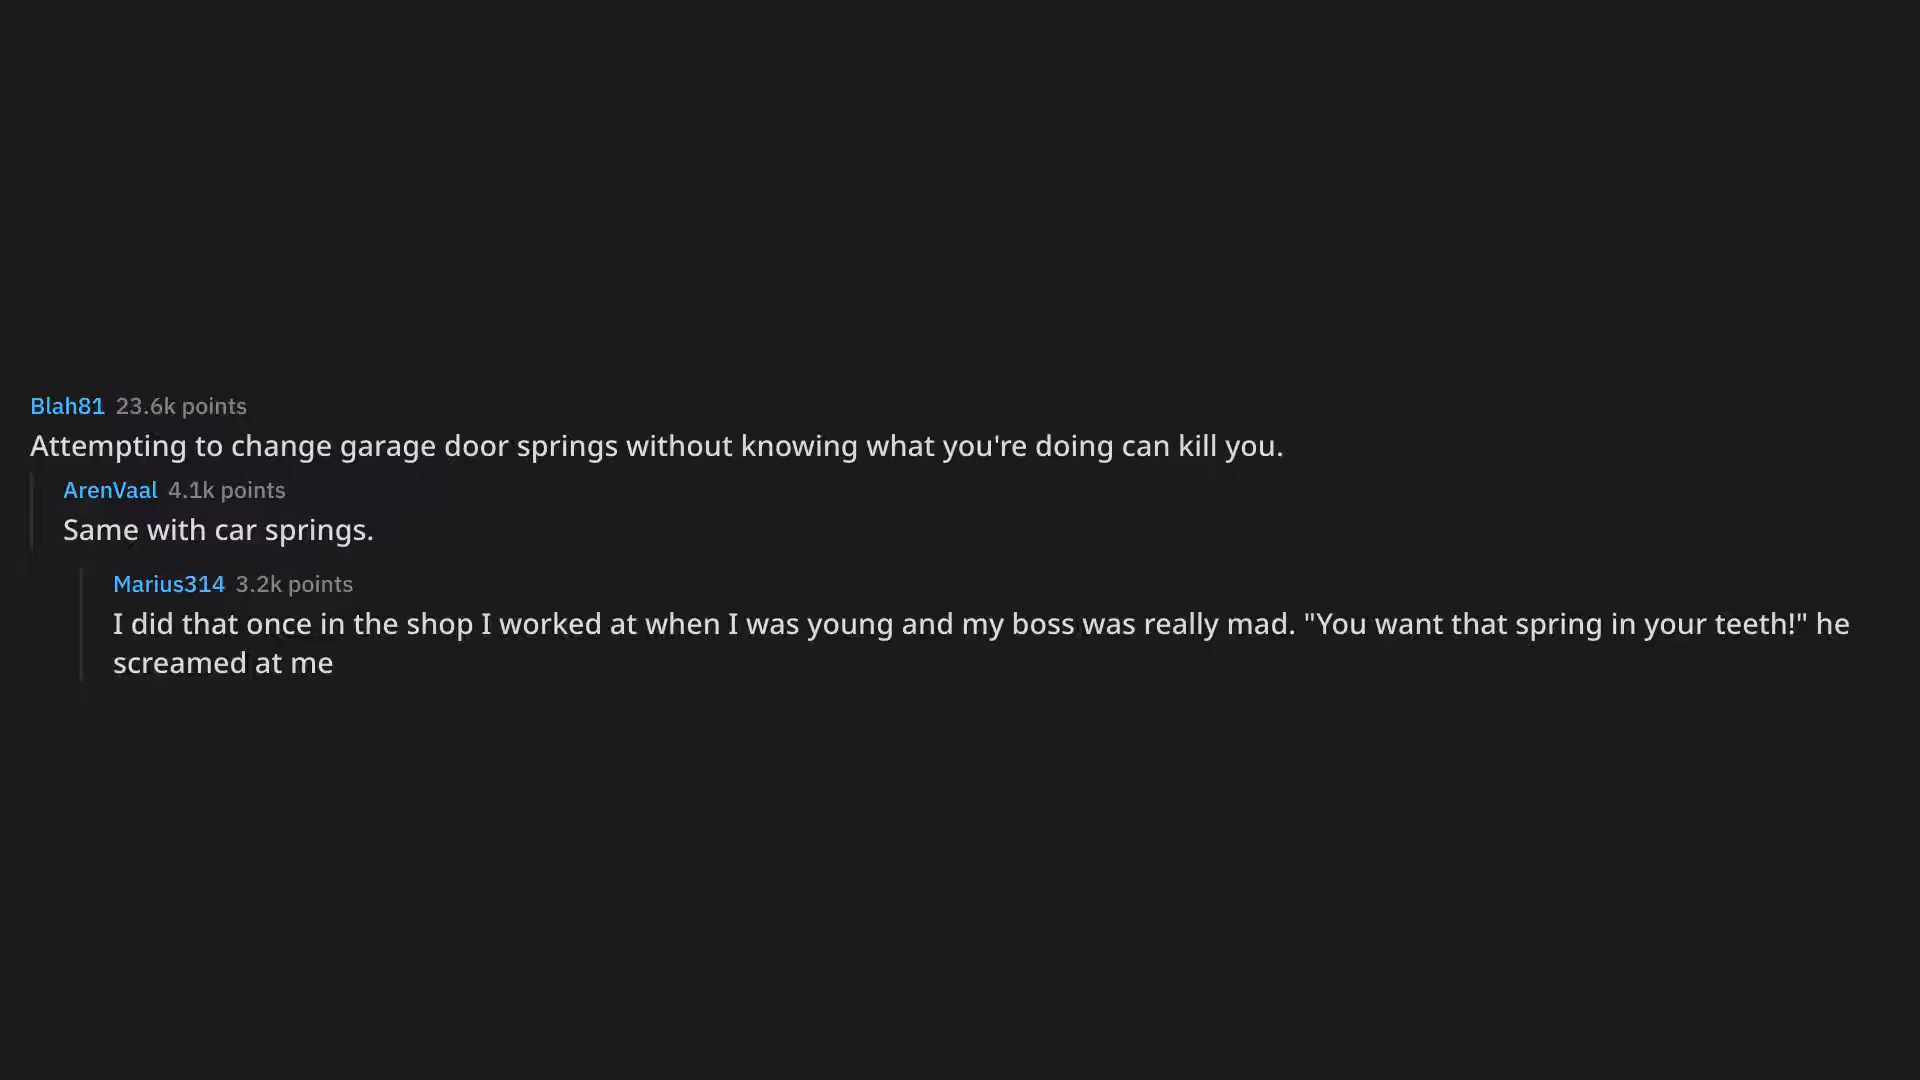 Blah81 23.6k points
Attempting to change garage door springs without knowing what you're doing can kill you.
ArenVaal 4.1k points
Same with car springs.
Marius314 3.2k points
I did that once in the shop I worked at when I was young and my boss was really mad. "You want that spring in your teeth!" he
screamed at me